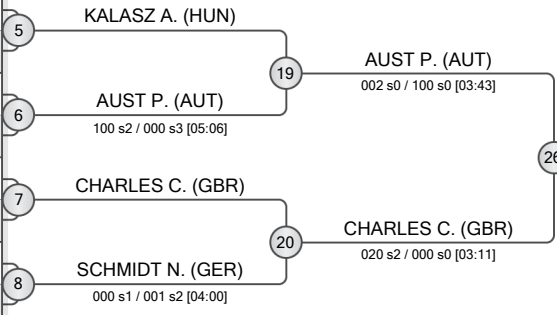 KALASZ A. (HUN)
5
19
AUST P. (AUT)
002 s0 / 100 s0 [03:43]
AUST P. (AUT)
6
100 s2 / 000 s3 [05:06]
26
CHARLES C. (GBR)
7
20
CHARLES C. (GBR)
020 s2 / 000 s0 [03:11]
SCHMIDT N. (GER)
8
000 s1 / 001 s2 [04:00]